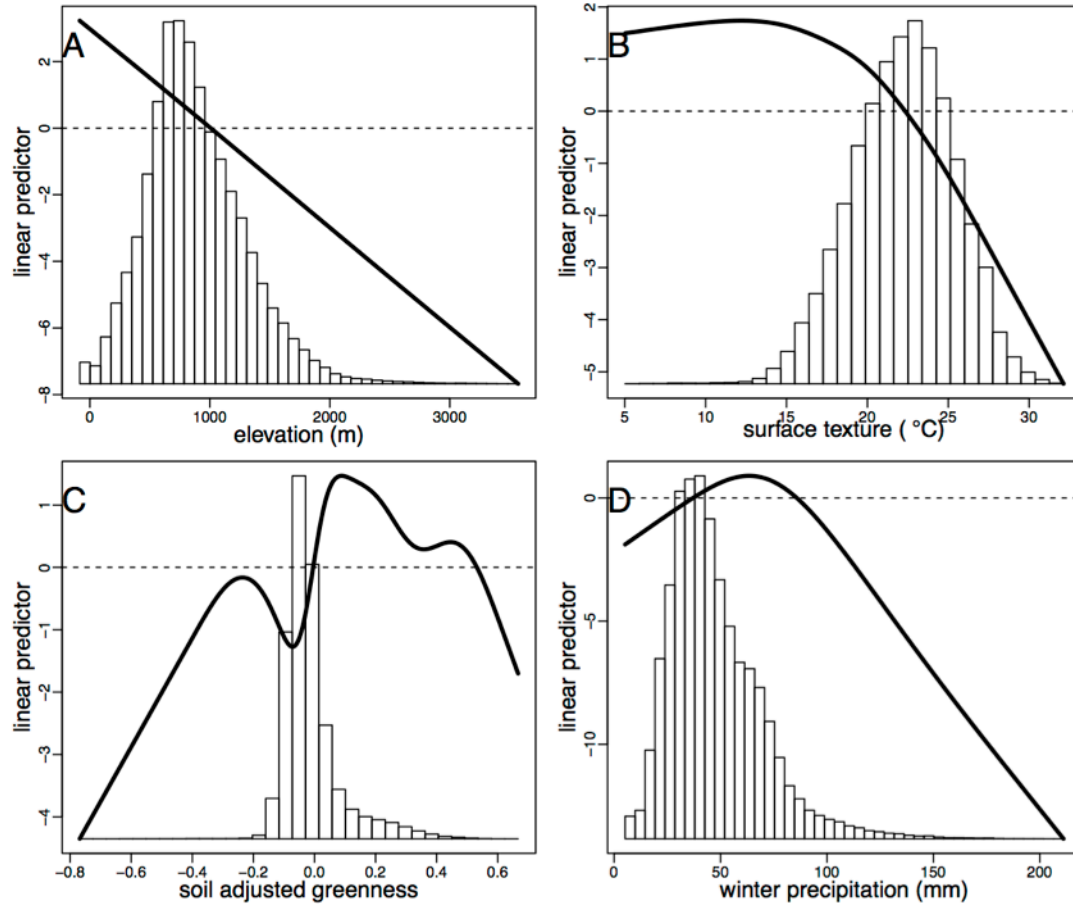 A
linear predictor
2
0
−2
−4
−6
−8
0 1000 2000 3000
elevation (m)
B
linear predictor
2
1
0
−1
−2
−3
−4
−5
5 10 15 20 25 30
surface texture ( °C)
C
linear predictor
1
0
−1
−2
−3
−4
−0.8 −0.6 −0.4 −0.2 0.0 0.2 0.4 0.6
soil adjusted greenness
D
linear predictor
0
−5
−10
0 50 100 150 200
winter precipitation (mm)